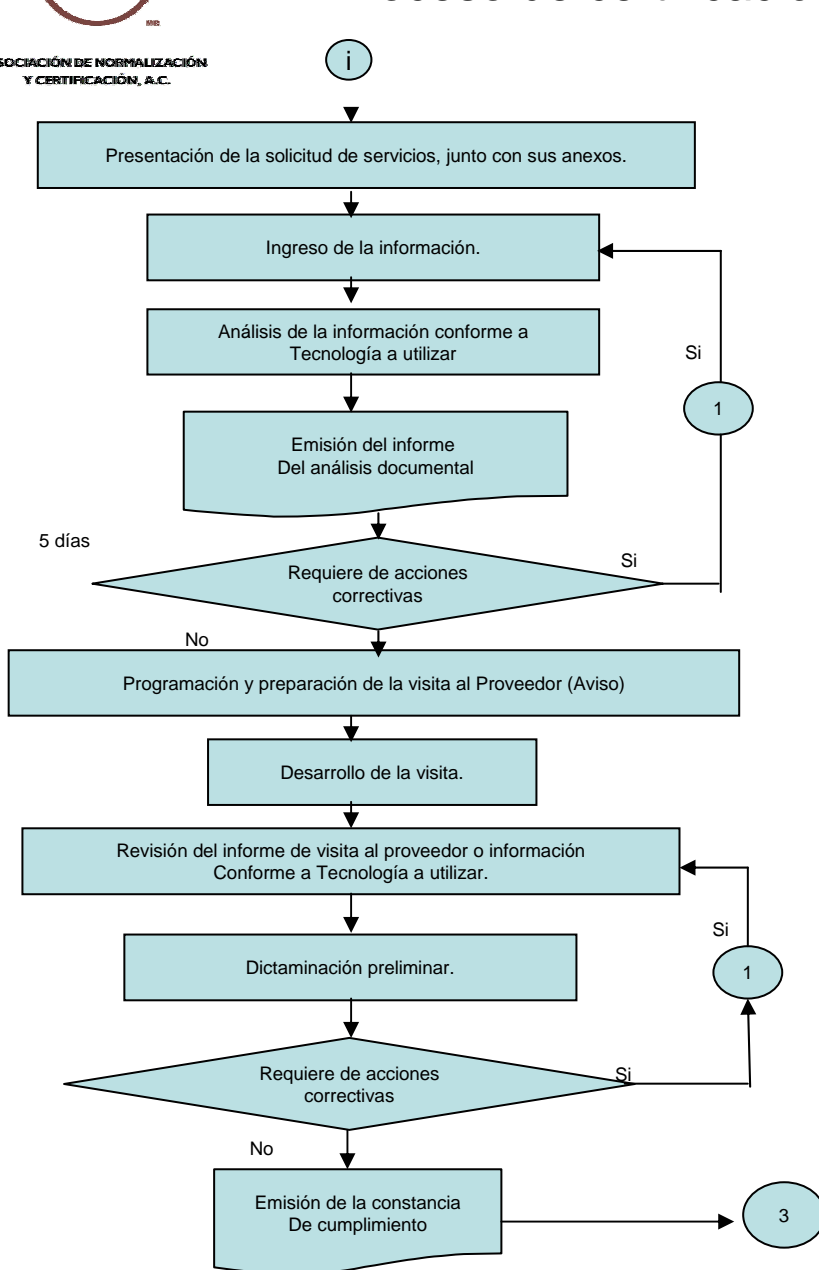 MR
SOCIACIÓN DE NORMALIZACIÓN
Y CERTIFICACIÓN, A.C.
i
Presentación de la solicitud de servicios, junto con sus anexos.
Ingreso de la información.
Análisis de la información conforme a
Tecnología a utilizar
Si
1
Emisión del informe
Del análisis documental
5 días
Requiere de acciones
correctivas
Si
No
Programación y preparación de la visita al Proveedor (Aviso)
Desarrollo de la visita.
Revisión del informe de visita al proveedor o información
Conforme a Tecnología a utilizar.
Si
Dictaminación preliminar.
1
Requiere de acciones
correctivas
Si
No
Emisión de la constancia
De cumplimiento
3